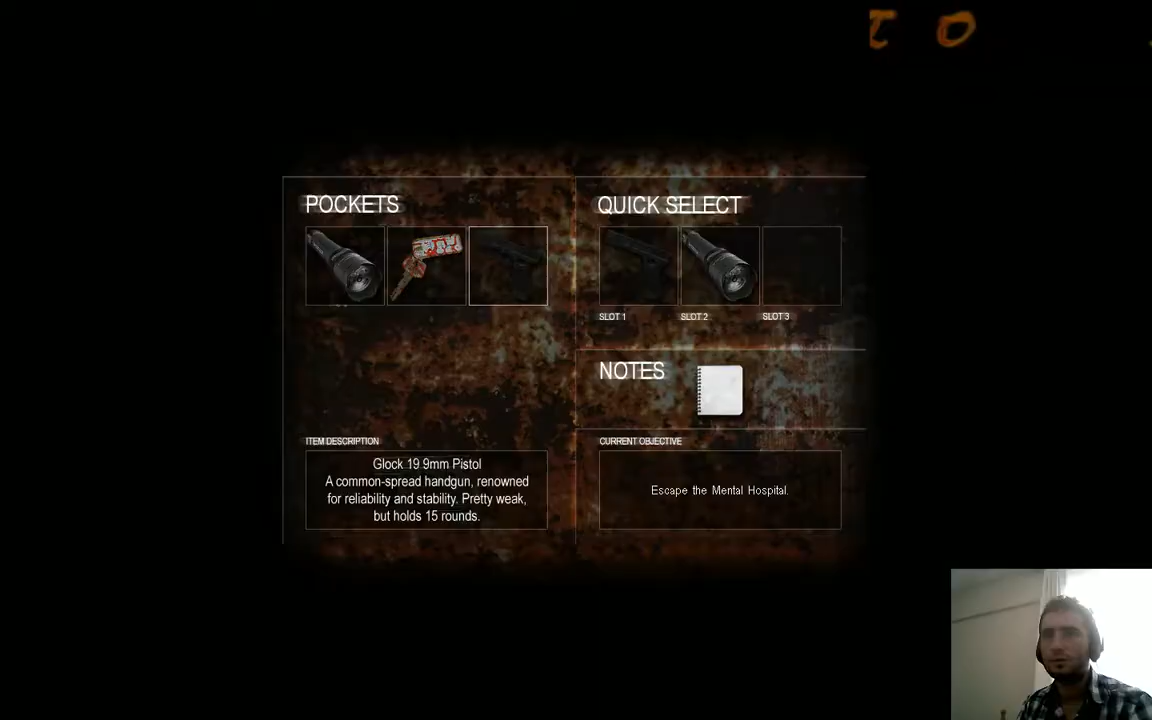 τ ο
POCKETS
QUICK SELECT
SLOT 1
SLOT 2
SLOT 3
NOTES
ITEM DESCRIPTION
Glock 19 9mm Pistol
A common-spread handgun, renowned
for reliability and stability. Pretty weak,
but holds 15 rounds.
CURRENT OBJECTIVE
Escape the Mental Hospital.